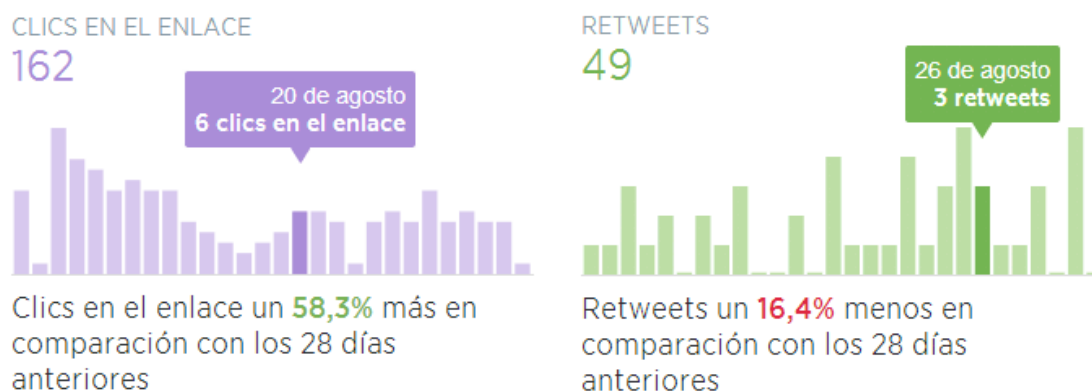 CLICS EN EL ENLACE
162
20 de agosto
6 clics en el enlace
Clics en el enlace un 58,3% más en
comparación con los 28 días
anteriores
RETWEETS
49
26 de agosto
3 retweets
Retweets un 16,4% menos en
comparación con los 28 días
anteriores